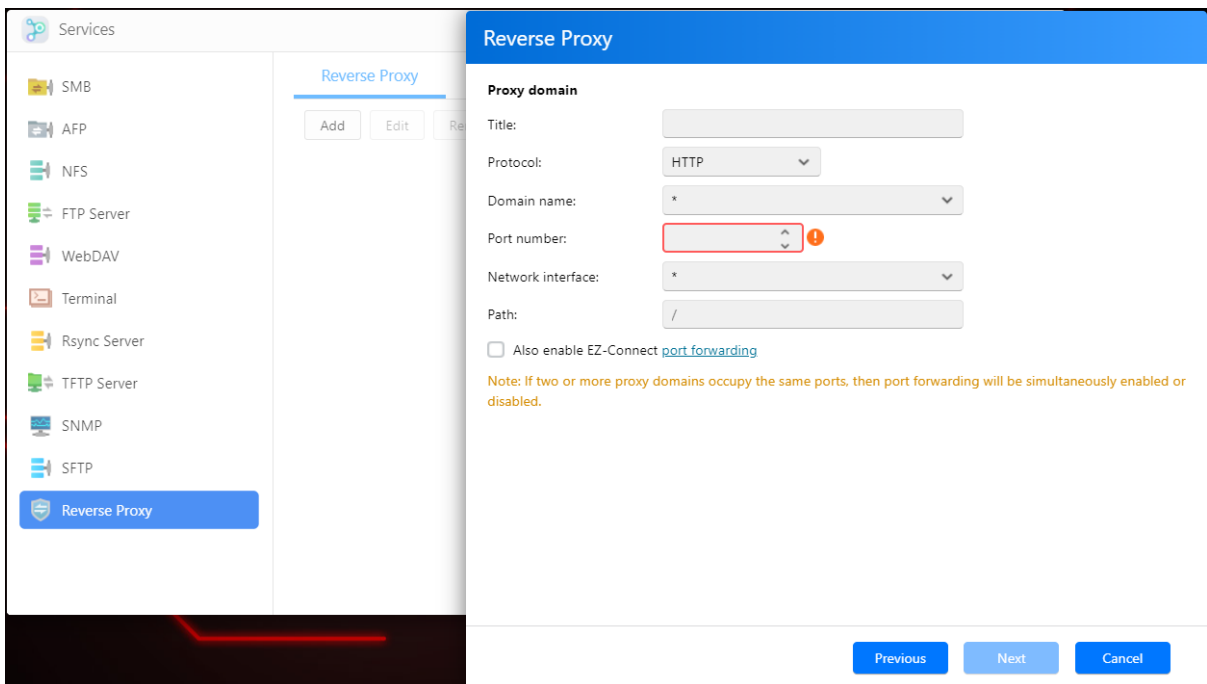 Services
SMB
AFP
NFS
FTP Server
WebDAV
Terminal
Rsync Server
TFTP Server
SNMP
SFTP
Reverse Proxy
Reverse Proxy
Add
Edit
Reverse Proxy
Proxy domain
Title:
Protocol:
HTTP
Domain name:
*
Port number:
Network interface:
*
Path:
/
Also enable EZ-Connect port forwarding
Note: If two or more proxy domains occupy the same ports, then port forwarding will be simultaneously enabled or
disabled.
Previous
Next
Cancel